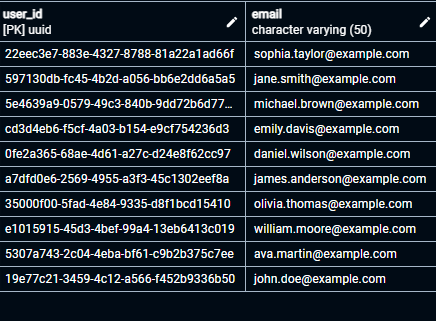 user_id email
[PK] uuid character varying (50)
22eec3e7-883e-4327-8788-81a22a1ad66f sophia.taylor@example.com
597130db-fc45-4b2d-a056-bb6e2dd6a5a5 jane.smith@example.com
5e4639a9-0579-49c3-840b-9dd72b6d77... michael.brown@example.com
cd3d4eb6-f5cf-4a03-b154-e9cf754236d3 emily.davis@example.com
0fe2a365-68ae-4d61-a27c-d24e8f62cc97 daniel.wilson@example.com
a7dfd0e6-2569-4955-a3f3-45c1302eef8a james.anderson@example.com
35000f00-5fad-4e84-9335-d8f1bcd15410 olivia.thomas@example.com
e1015915-45d3-4bef-99a4-13eb6413c019 william.moore@example.com
5307a743-2c04-4eba-bf61-c9b2b375c7ee ava.martin@example.com
19e77c21-3459-4c12-a566-f452b9336b50 john.doe@example.com